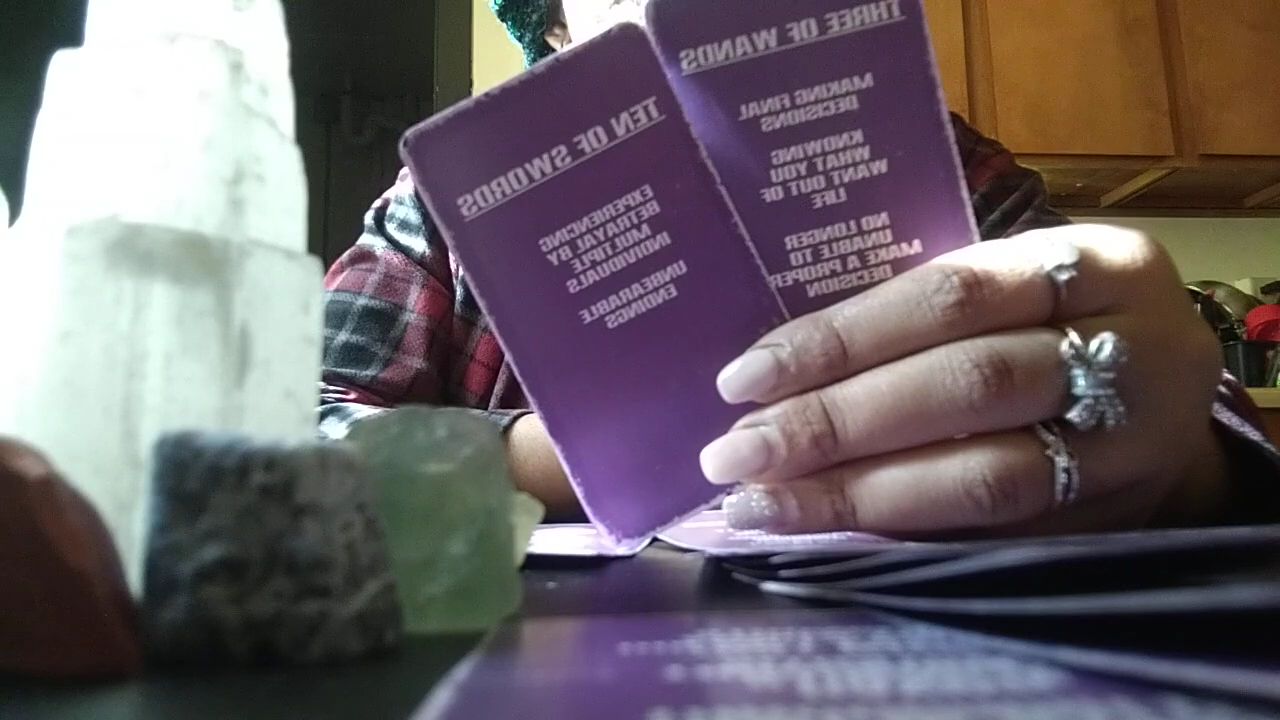 TEN OF SWORDS
EXPERIENCING
BETRAYAL BY
MULTIPLE
INDIVIDUALS
UNBEARABLE
ENDINGS
THREE OF WANDS
MAKING FINAL
DECISIONS
KNOWING
WHAT YOU
WANT OUT OF
LIFE
NO LONGER
UNABLE TO
MAKE A PROPER
DECISION